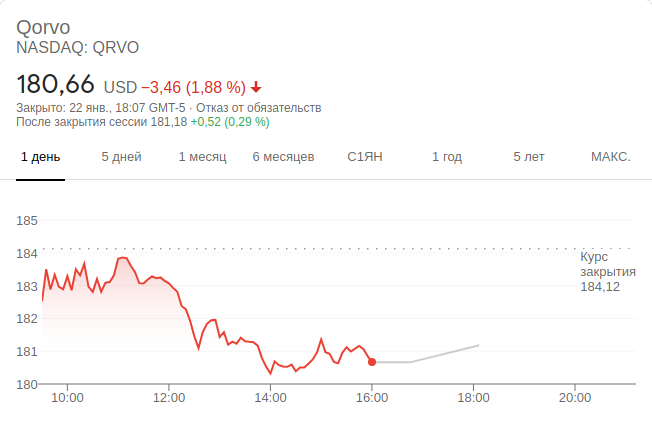 Qorvo
NASDAQ: QRVO
180,66 USD −3,46 (1,88 %)
Закрыто: 22 янв., 18:07 GMT-5 · Отказ от обязательств
После закрытия сессии 181,18 +0,52 (0,29 %)
1 день 5 дней 1 месяц 6 месяцев С1ЯН 1 год 5 лет МАКС.
185
184
Курс
закрытия
184,12
183
182
181
180
10:00 12:00 14:00 16:00 18:00 20:00